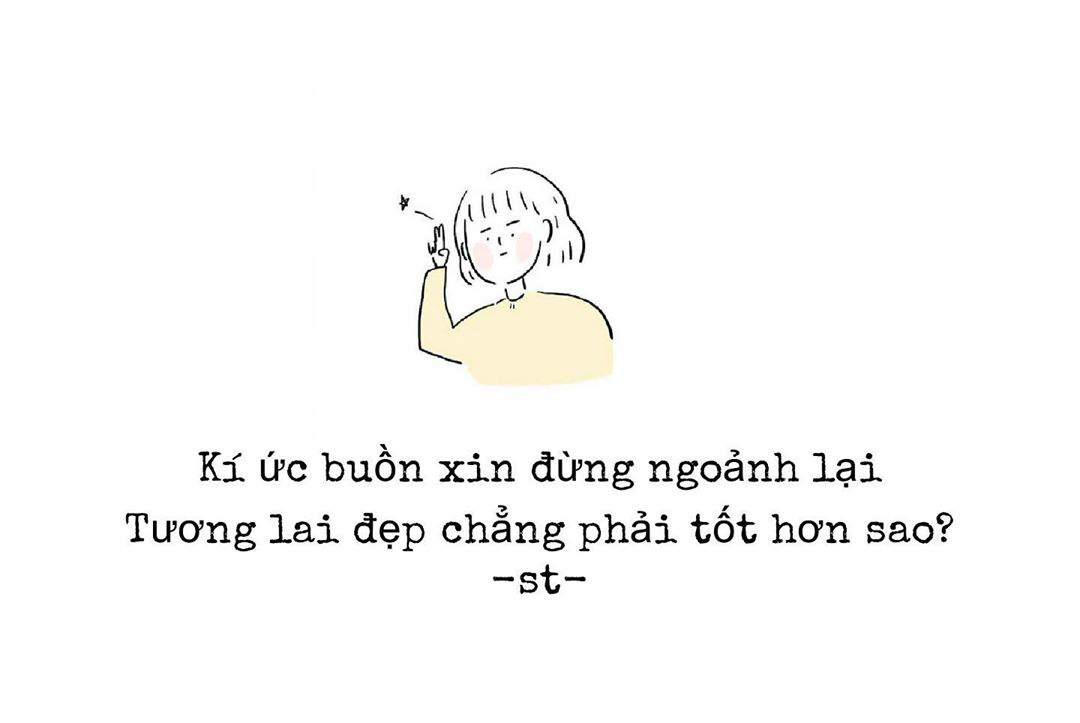 Kí ức buồn xin đừng ngoảnh lại
Tương lai đẹp chẳng phải tốt hơn sao?
-st-